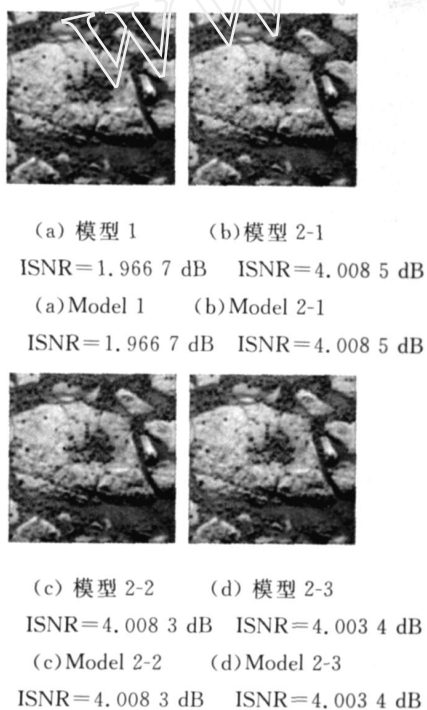 (a) 模型 1 (b)模型 2-1
ISNR=1.966 7 dB ISNR=4.008 5 dB
(a)Model 1 (b)Model 2-1
ISNR=1.966 7 dB ISNR=4.008 5 dB
(c) 模型 2-2 (d) 模型 2-3
ISNR=4.008 3 dB ISNR=4.003 4 dB
(c)Model 2-2 (d)Model 2-3
ISNR=4.008 3 dB ISNR=4.003 4 dB